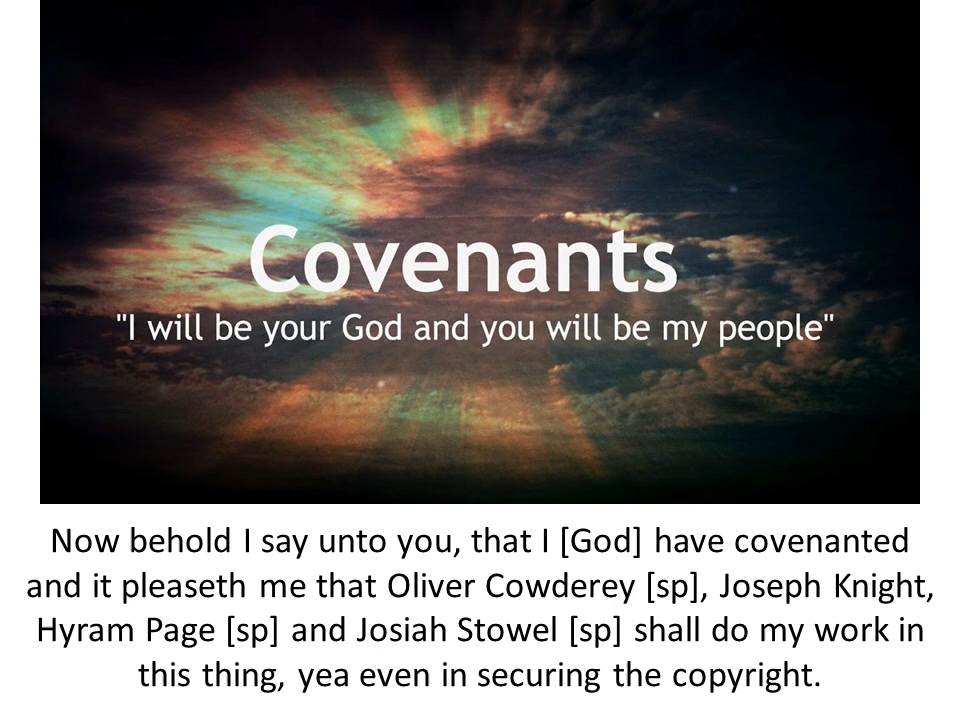 Covenants
"I will be your God and you will be my people"
Now behold I say unto you, that I [God] have covenanted
and it pleaseth me that Oliver Cowderey [sp], Joseph Knight,
Hyram Page [sp] and Josiah Stowel [sp] shall do my work in
this thing, yea even in securing the copyright.